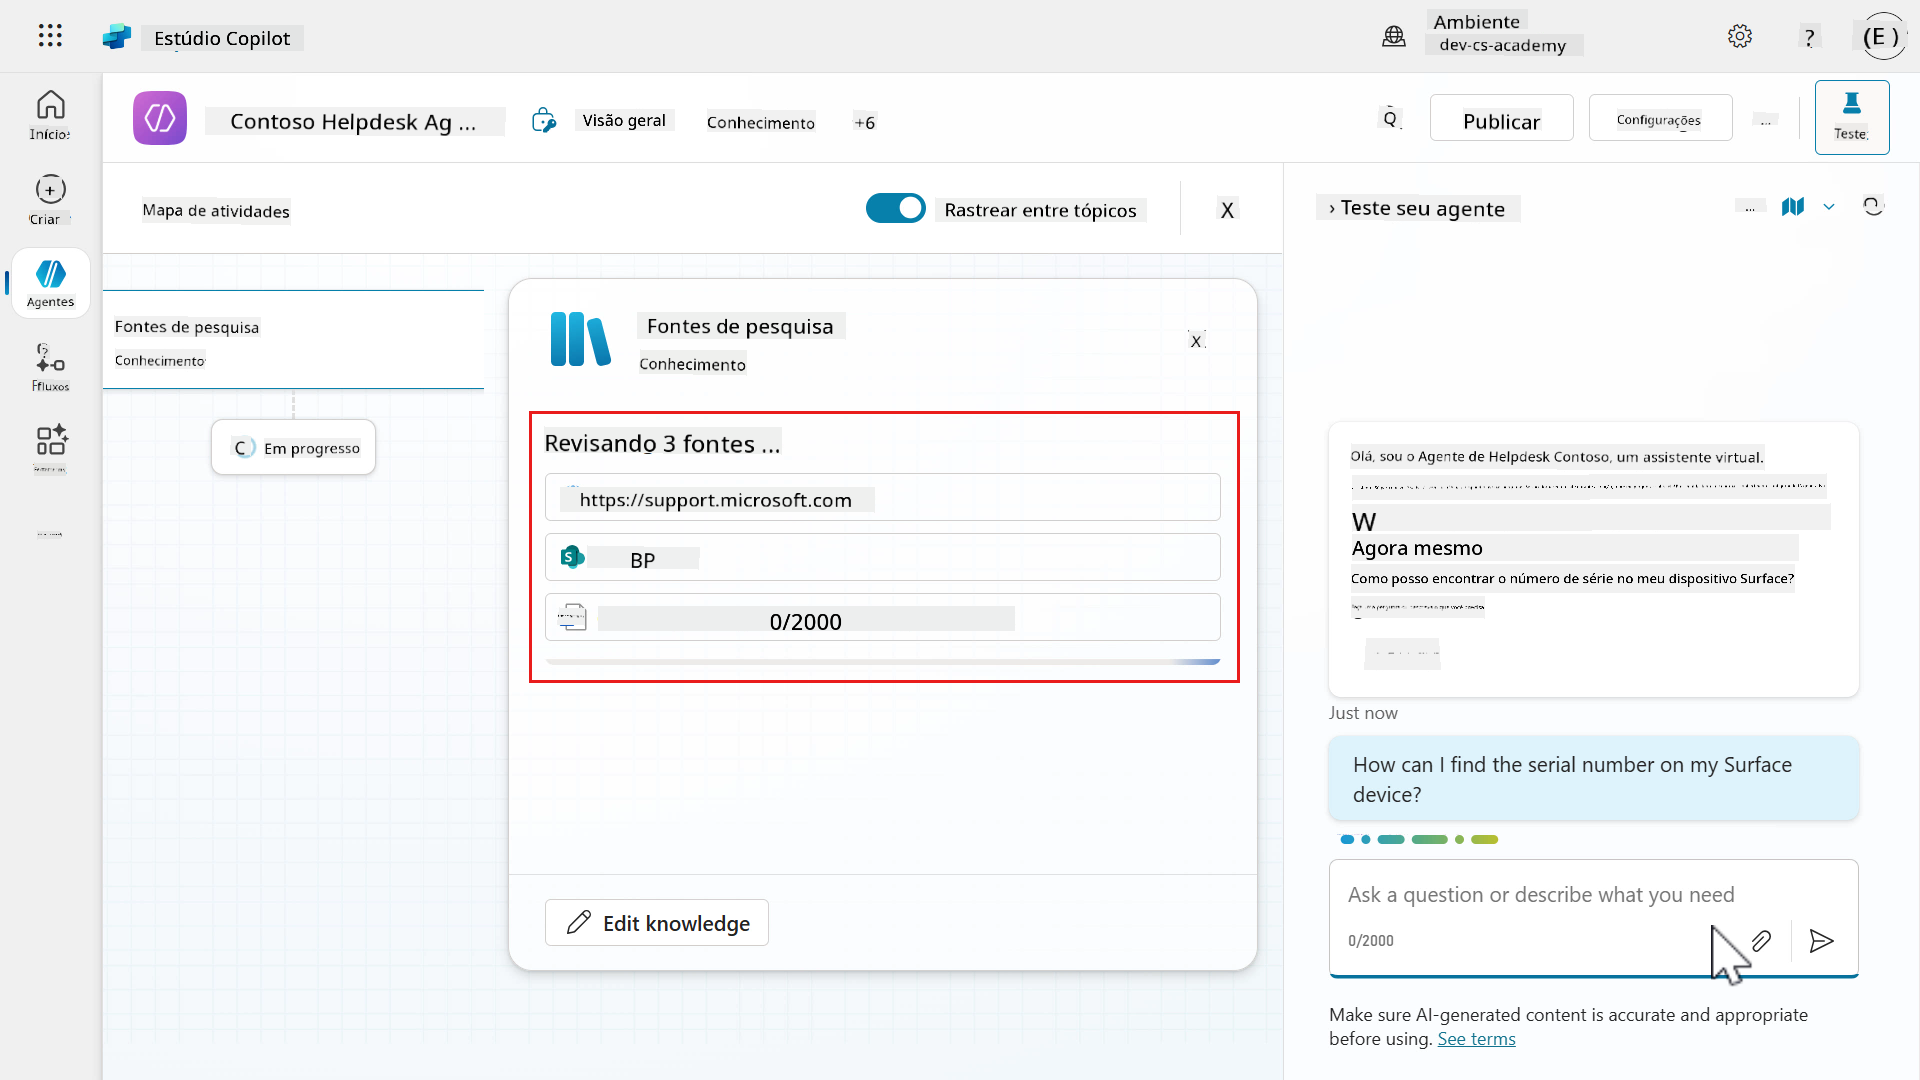 Estúdio Copilot
Ambiente
dev-cs-academy
?
(E )
Contoso Helpdesk Ag ...
Visão geral
Conhecimento
+6
Publicar
Configurações
...
Teste
Início
Criar
Agentes
Ffluxos
Mapa de atividades
Rastrear entre tópicos
X
› Teste seu agente
...
Fontes de pesquisa
Conhecimento
Em progresso
Fontes de pesquisa
Conhecimento
X
Revisando 3 fontes ...
https://support.microsoft.com
BP
0/2000
Edit knowledge
Olá, sou o Agente de Helpdesk Contoso, um assistente virtual.
W
Agora mesmo
Como posso encontrar o número de série no meu dispositivo Surface?
Just now
How can I find the serial number on my Surface
device?
Ask a question or describe what you need
0/2000
Make sure AI-generated content is accurate and appropriate
before using. See terms